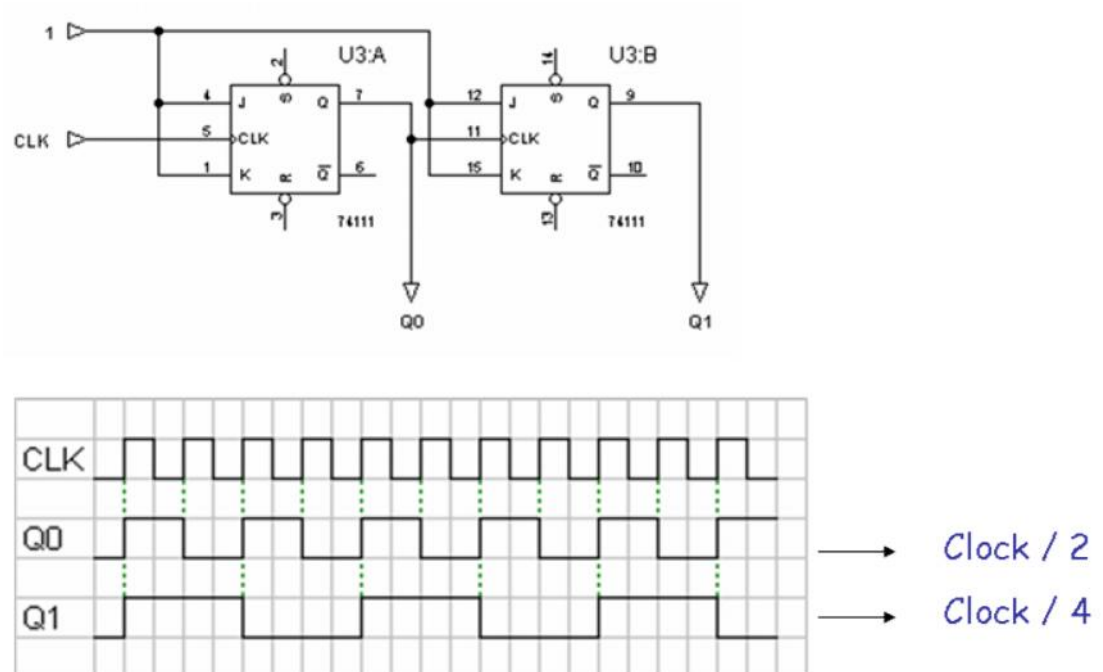 1
2
U3:A
14
U3:B
4
J
S
Q
7
12
J
S
Q
9
CLK
5
CLK
11
CLK
1
K
R
Q̅
6
15
K
R
Q̅
10
3
74111
13
74111
Q0
Q1
CLK
Q0
Clock / 2
Q1
Clock / 4